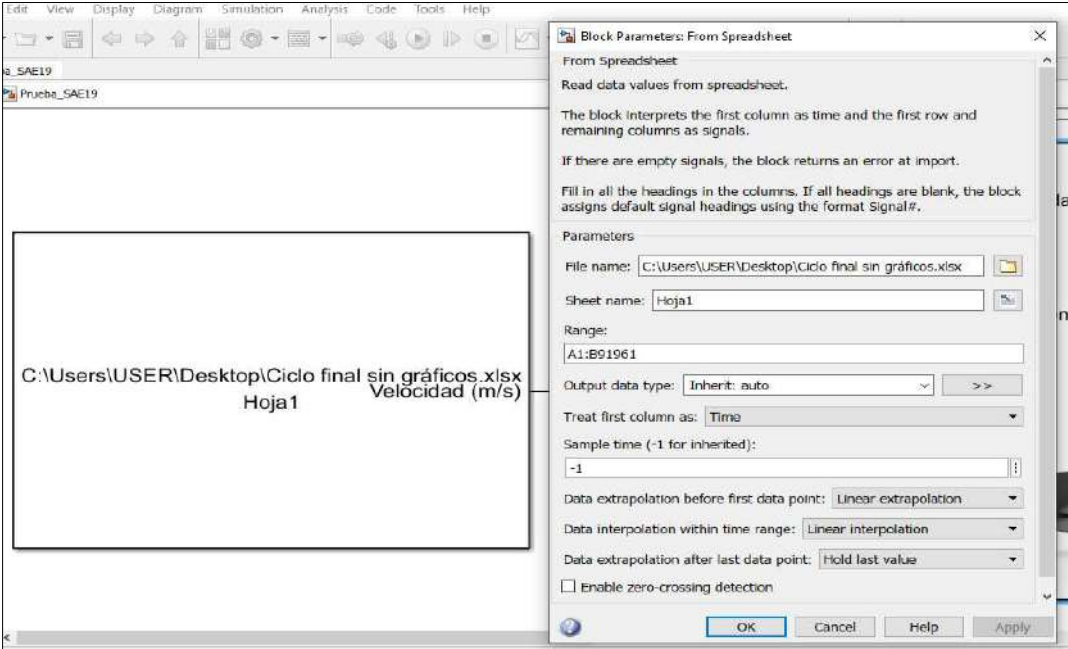 Edit View Display Diagram Simulation Analysis Code Tools Help
a_SAE19
Prueba_SAE19
C:\Users\USER\Desktop\Ciclo final sin gráficos.xlsx
Velocidad (m/s)
Hoja1
Block Parameters: From Spreadsheet
From Spreadsheet
Read data values from spreadsheet.
The block interprets the first column as time and the first row and
remaining columns as signals.
If there are empty signals, the block returns an error at import.
Fill in all the headings in the columns. If all headings are blank, the block
assigns default signal headings using the format Signal#.
Parameters
File name: C:\Users\USER\Desktop\Ciclo final sin gráficos.xlsx
Sheet name: Hoja1
Range:
A1:B91961
Output data type: Inherit: auto >>
Treat first column as: Time
Sample time (-1 for inherited):
-1
Data extrapolation before first data point: Linear extrapolation
Data interpolation within time range: Linear interpolation
Data extrapolation after last data point: Hold last value
Enable zero-crossing detection
OK Cancel Help Apply